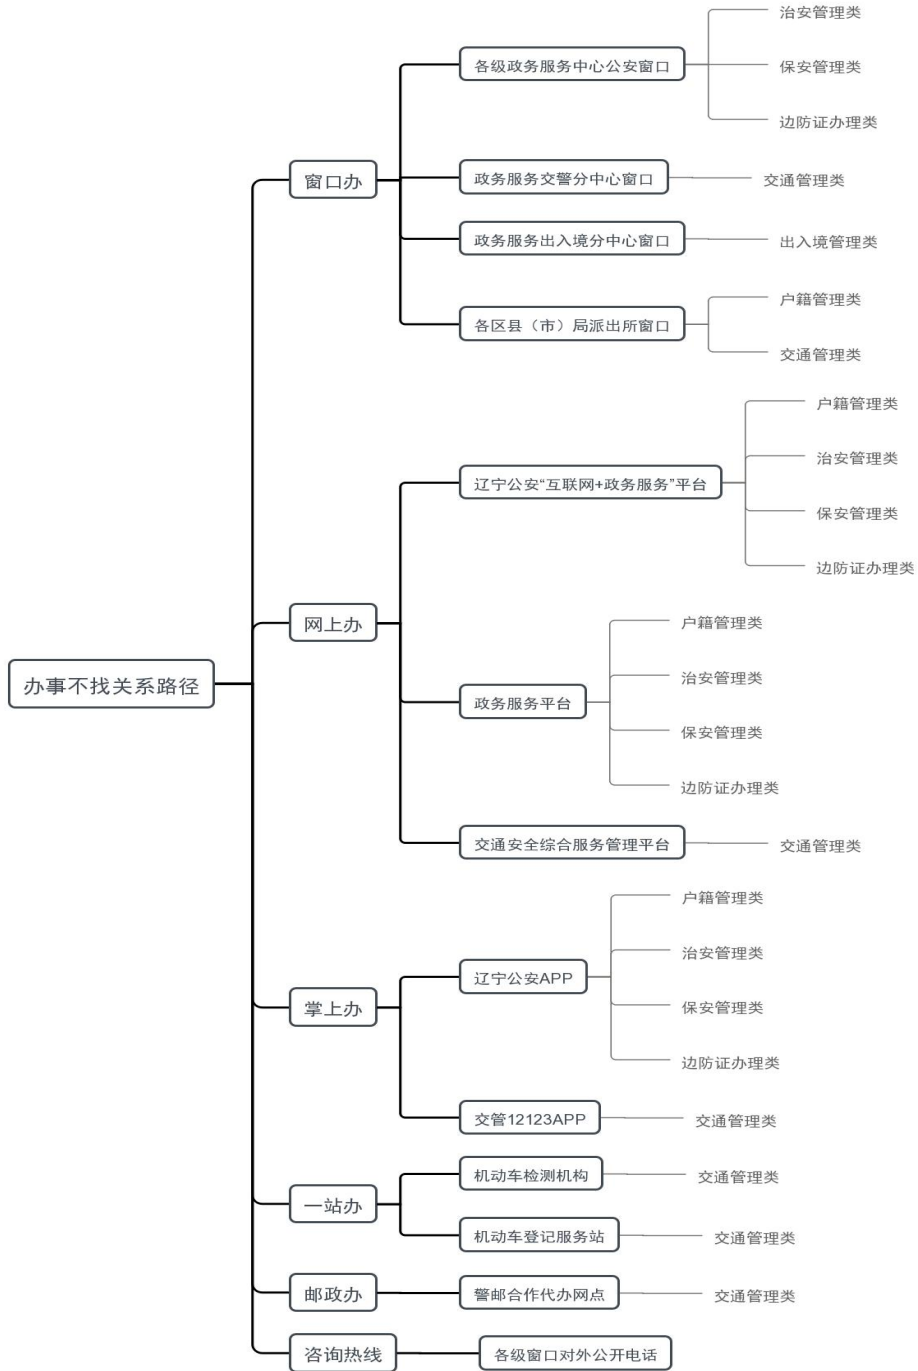 办事不找关系路径
窗口办
各级政务服务中心公安窗口
治安管理类
保安管理类
边防证办理类
政务服务交警分中心窗口
交通管理类
政务服务出入境分中心窗口
出入境管理类
各区县（市）局派出所窗口
户籍管理类
交通管理类
网上办
辽宁公安“互联网+政务服务”平台
户籍管理类
治安管理类
保安管理类
边防证办理类
政务服务平台
户籍管理类
治安管理类
保安管理类
边防证办理类
交通安全综合服务管理平台
交通管理类
掌上办
辽宁公安APP
户籍管理类
治安管理类
保安管理类
边防证办理类
交管12123APP
交通管理类
一站办
机动车检测机构
交通管理类
机动车登记服务站
交通管理类
邮政办
警邮合作代办网点
交通管理类
咨询热线
各级窗口对外公开电话